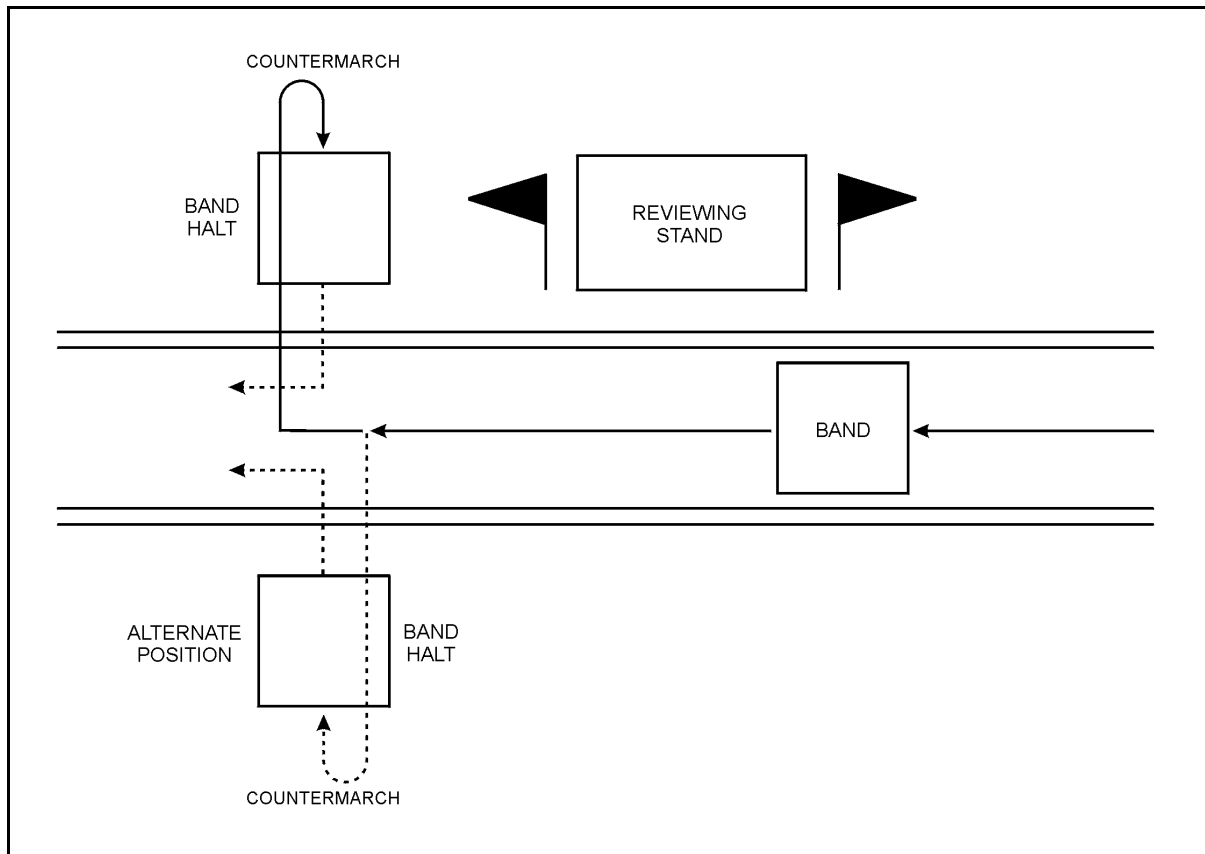 COUNTERMARCH
BAND
HALT
REVIEWING
STAND
BAND
ALTERNATE
POSITION
BAND
HALT
COUNTERMARCH